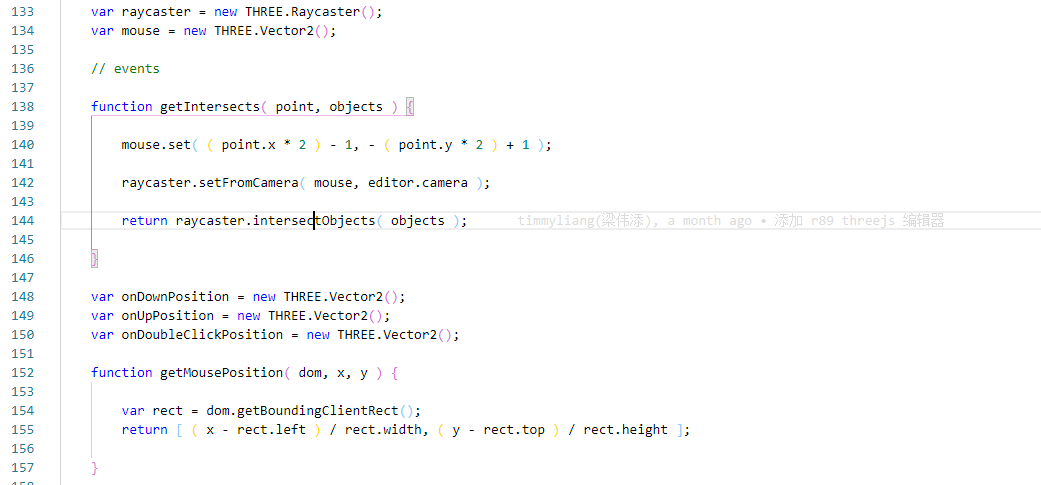 133 var raycaster = new THREE.Raycaster();
134 var mouse = new THREE.Vector2();
135
136 // events
137
138 function getIntersects( point, objects ) {
139
140 mouse.set( ( point.x * 2 ) - 1, - ( point.y * 2 ) + 1 );
141
142 raycaster.setFromCamera( mouse, editor.camera );
143
144 return raycaster.intersectObjects( objects ); timmyliang(梁伟添), a month ago • 添加 r89 threejs 编辑器
145
146 }
147
148 var onDownPosition = new THREE.Vector2();
149 var onUpPosition = new THREE.Vector2();
150 var onDoubleClickPosition = new THREE.Vector2();
151
152 function getMousePosition( dom, x, y ) {
153
154 var rect = dom.getBoundingClientRect();
155 return [ ( x - rect.left ) / rect.width, ( y - rect.top ) / rect.height ];
156
157 }